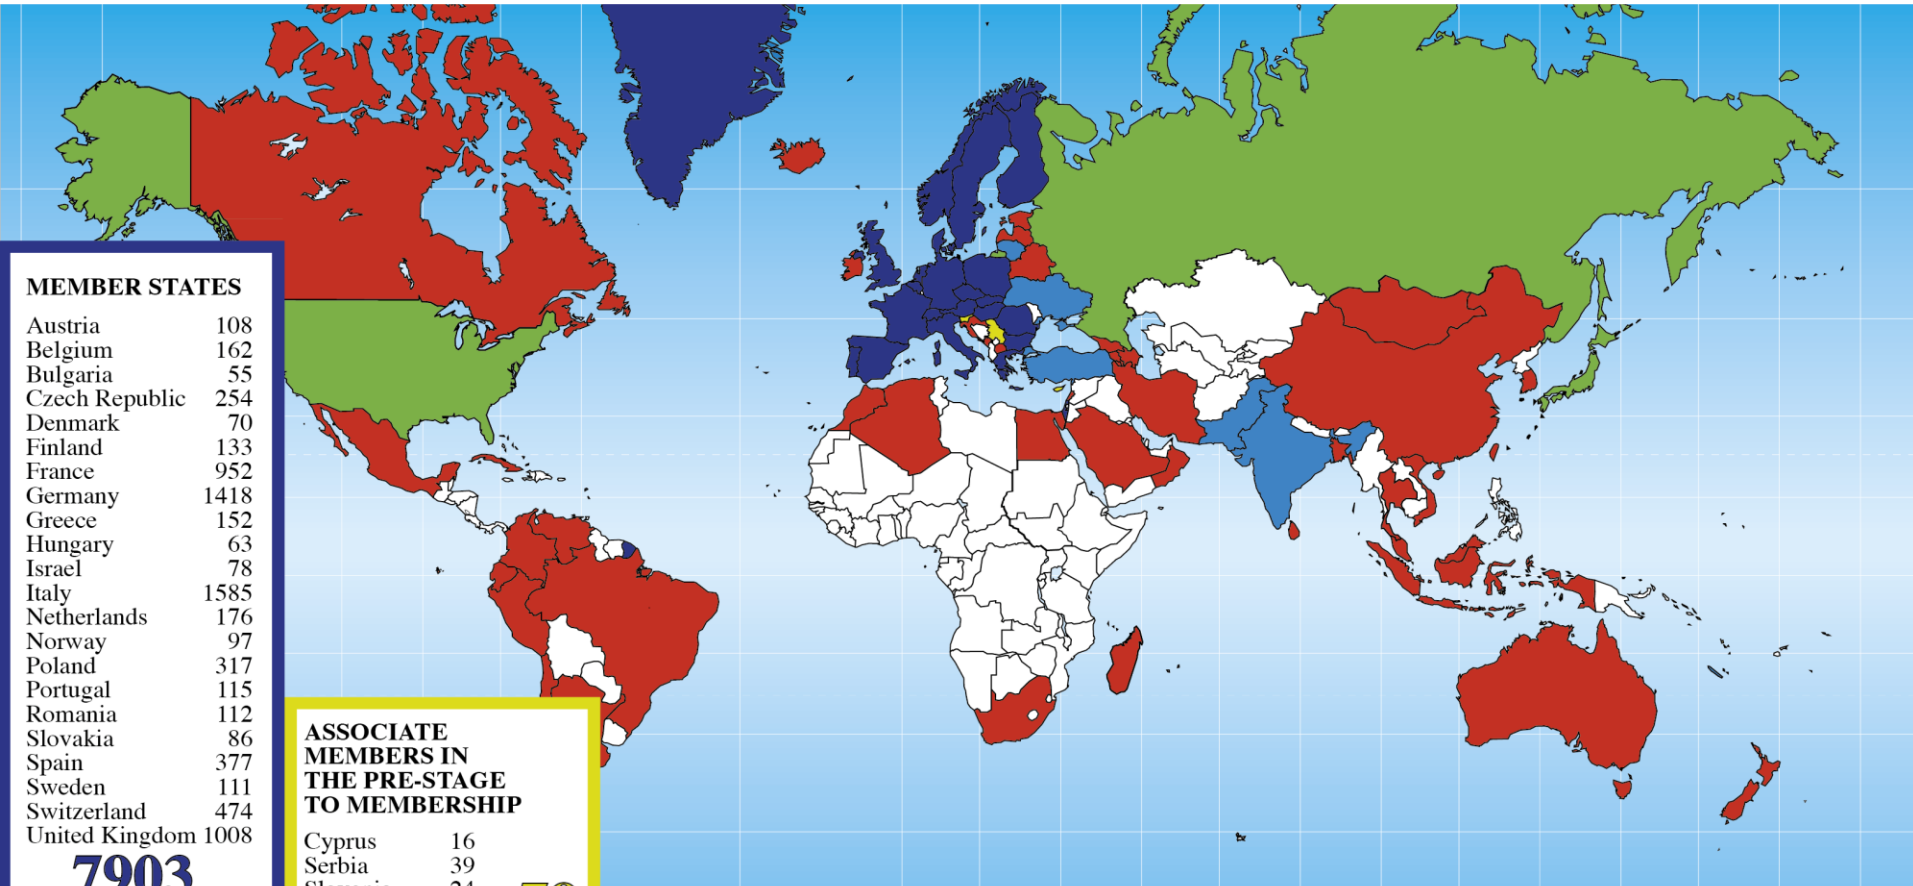 MEMBER STATES
Austria 108
Belgium 162
Bulgaria 55
Czech Republic 254
Denmark 70
Finland 133
France 952
Germany 1418
Greece 152
Hungary 63
Israel 78
Italy 1585
Netherlands 176
Norway 97
Poland 317
Portugal 115
Romania 112
Slovakia 86
Spain 377
Sweden 111
Switzerland 474
United Kingdom 1008
7903
ASSOCIATE
MEMBERS IN
THE PRE-STAGE
TO MEMBERSHIP
Cyprus 16
Serbia 39